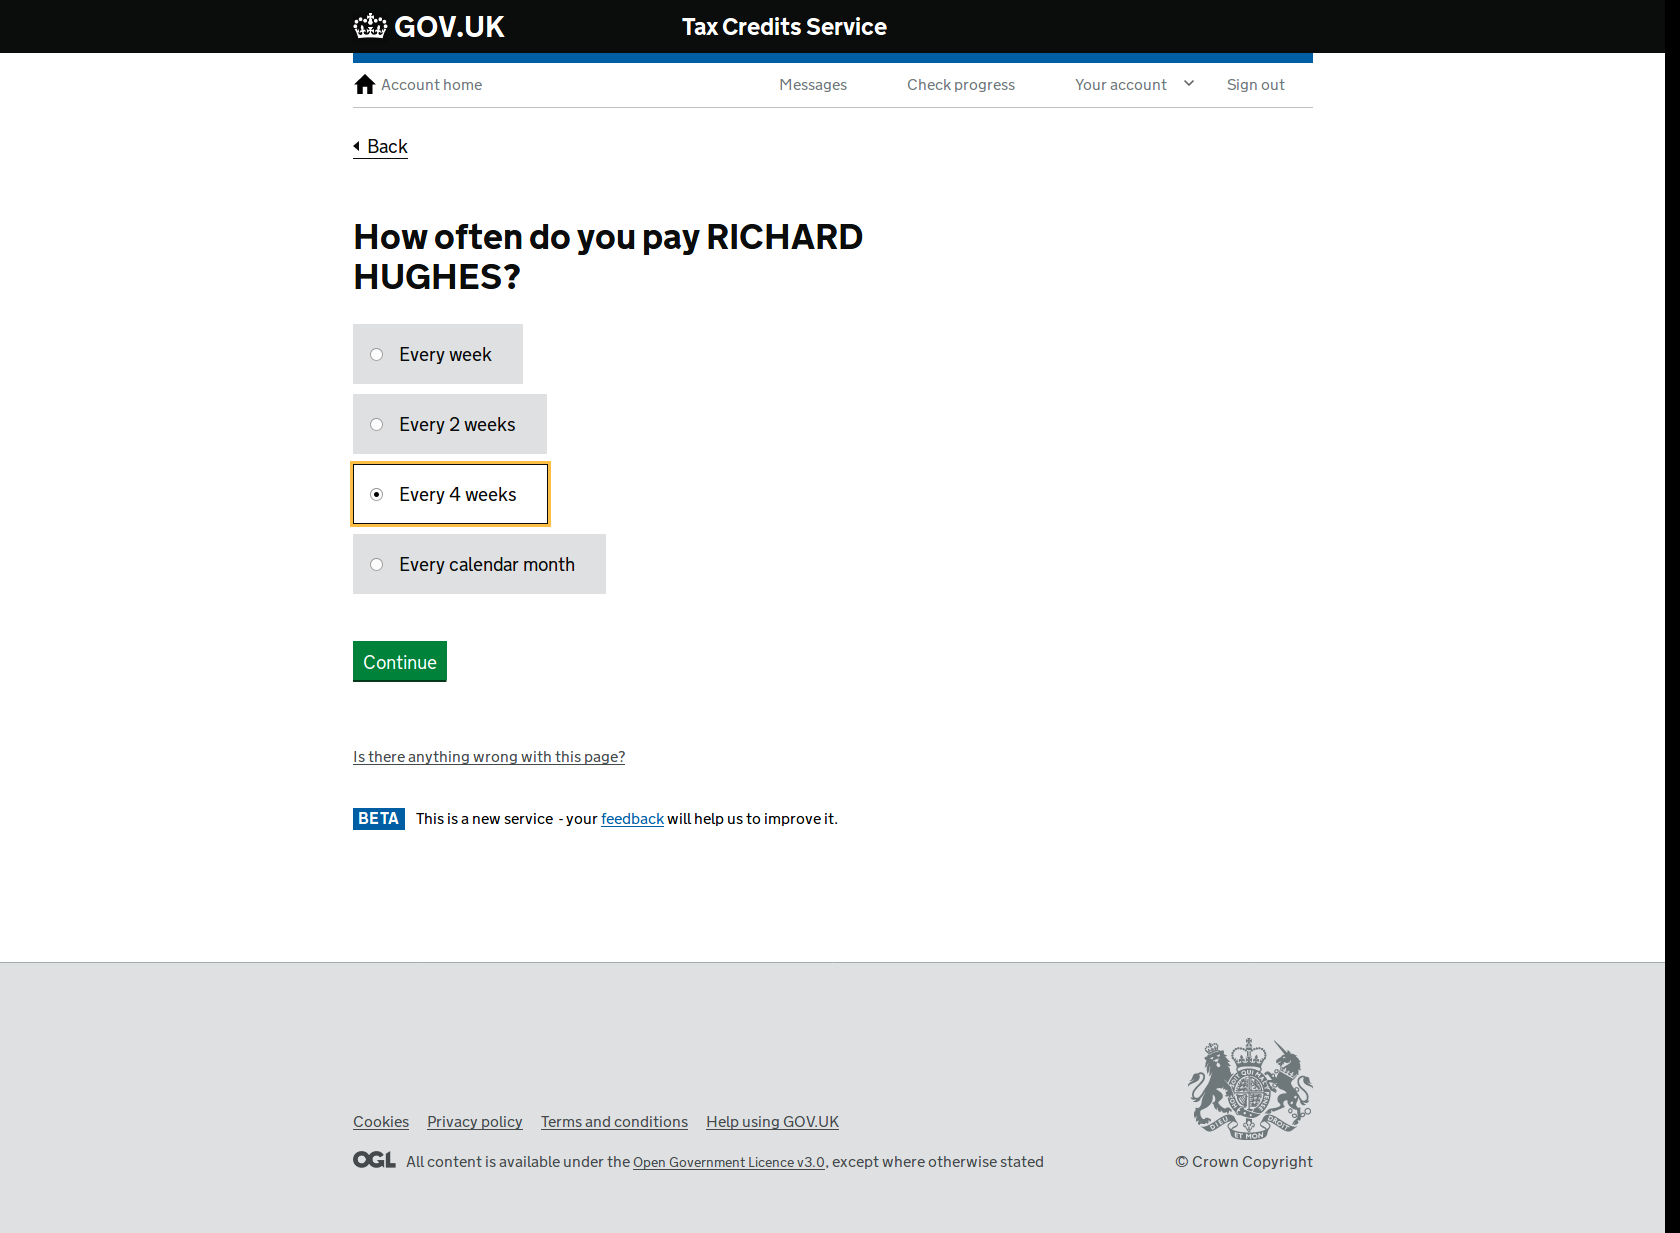 GOV.UK Tax Credits Service
Account home Messages Check progress Your account Sign out
Back
How often do you pay RICHARD
HUGHES?
Every week
Every 2 weeks
Every 4 weeks
Every calendar month
Continue
Is there anything wrong with this page?
BETA This is a new service - your feedback will help us to improve it.
Cookies Privacy policy Terms and conditions Help using GOV.UK
OGL All content is available under the Open Government Licence v3.0, except where otherwise stated
DIEU ET MON DROIT
© Crown Copyright